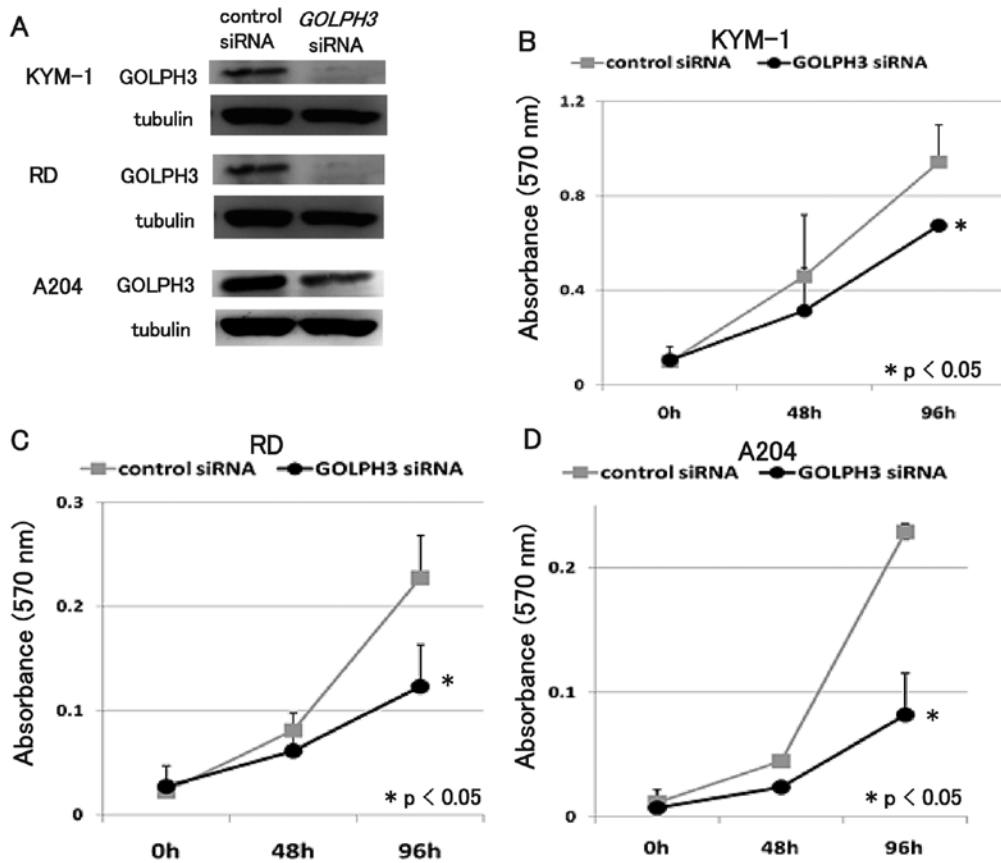 A
control GOLPH3
siRNA siRNA
KYM-1 GOLPH3
tubulin
RD GOLPH3
tubulin
A204 GOLPH3
tubulin
B
KYM-1
control siRNA GOLPH3 siRNA
Absorbance (570 nm)
1.2
0.8
0.4
0
*
* p < 0.05
0h 48h 96h
C
RD
control siRNA GOLPH3 siRNA
Absorbance (570 nm)
0.3
0.2
0.1
0
*
* p < 0.05
0h 48h 96h
D
A204
control siRNA GOLPH3 siRNA
Absorbance (570 nm)
0.2
0.1
0
*
* p < 0.05
0h 48h 96h